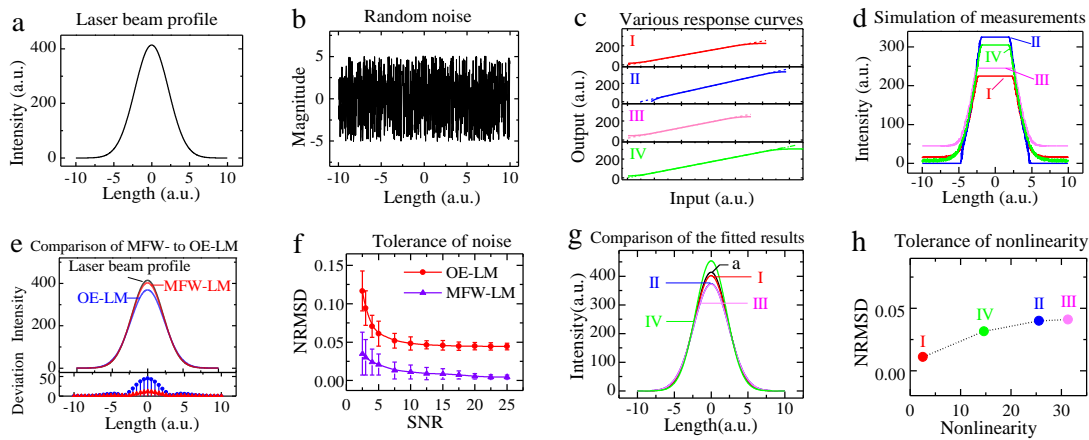 a Laser beam profile
Intensity (a.u.)
400
200
0
-10 -5 0 5 10
Length (a.u.)
b Random noise
Magnitude
5
0
-5
-10 -5 0 5 10
Length (a.u.)
c Various response curves
Output (a.u.)
I
200
0
II
200
0
III
200
0
IV
200
0
Input (a.u.)
d Simulation of measurements
Intensity (a.u.)
300
200
100
0
II
IV
III
I
-10 -5 0 5 10
Length (a.u.)
e Comparison of MFW- to OE-LM
Laser beam profile
OE-LM
MFW-LM
Deviation Intensity
400
200
0
50
0
-10 -5 0 5 10
Length (a.u.)
f Tolerance of noise
NRMSD
0.15
0.10
0.05
0.00
OE-LM
MFW-LM
0 5 10 15 20 25
SNR
g Comparison of the fitted results
Intensity(a.u.)
400
300
200
100
0
a
I
II
III
IV
-10 -5 0 5 10
Length(a.u.)
h Tolerance of nonlinearity
NRMSD
0.05
0.00
I
IV
II
III
0 10 20 30
Nonlinearity